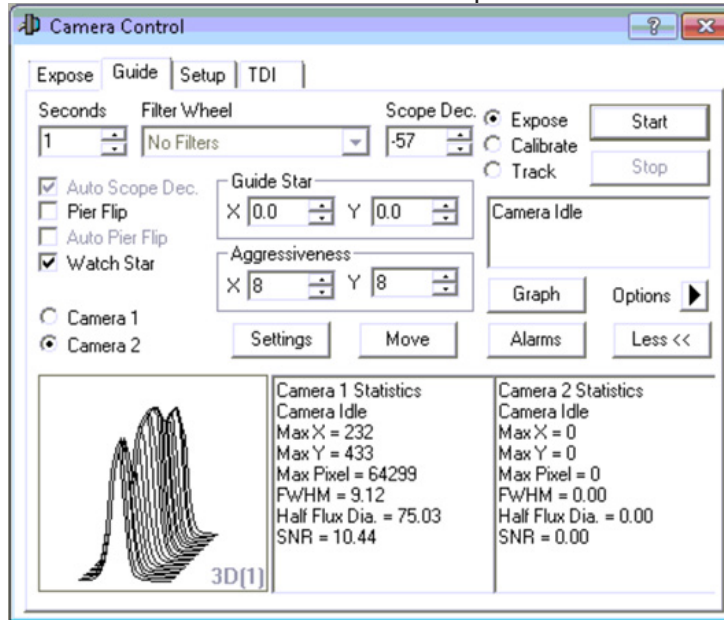 Camera Control
Expose Guide Setup TDI
Seconds Filter Wheel Scope Dec.
1 No Filters -57
Expose
Calibrate
Track
Start
Stop
Auto Scope Dec.
Pier Flip
Auto Pier Flip
Watch Star
Guide Star
X 0.0 Y 0.0
Aggressiveness
X 8 Y 8
Camera Idle
Graph Options
Camera 1
Camera 2
Settings Move Alarms Less <<
3D(1)
Camera 1 Statistics
Camera Idle
Max X = 232
Max Y = 433
Max Pixel = 64299
FWHM = 9.12
Half Flux Dia. = 75.03
SNR = 10.44
Camera 2 Statistics
Camera Idle
Max X = 0
Max Y = 0
Max Pixel = 0
FWHM = 0.00
Half Flux Dia. = 0.00
SNR = 0.00